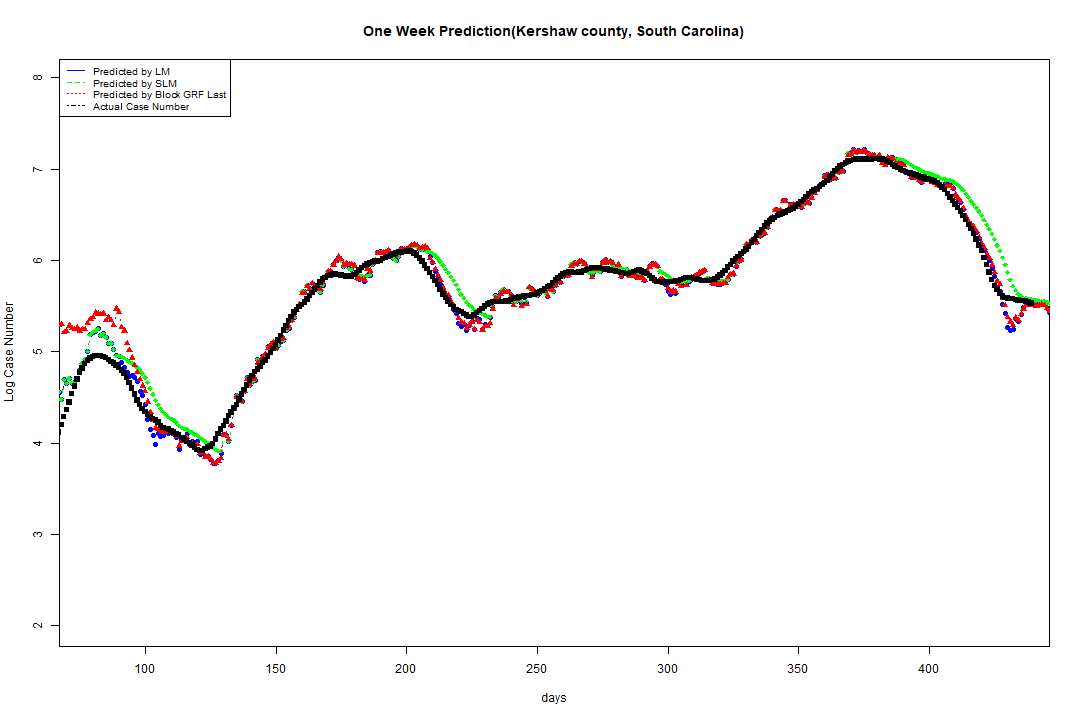 One Week Prediction(Kershaw county, South Carolina)
Predicted by LM
Predicted by SLM
Predicted by Block GRF Last
Actual Case Number
8
7
6
5
4
3
2
Log Case Number
100 150 200 250 300 350 400
days